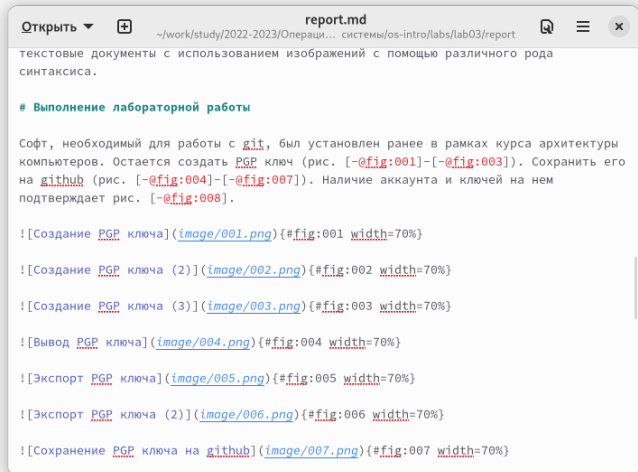 Открыть
report.md
~/work/study/2022-2023/Операци... системы/os-intro/labs/lab03/report
текстовые документы с использованием изображений с помощью различного рода
синтаксиса.
# Выполнение лабораторной работы
Софт, необходимый для работы с git, был установлен ранее в рамках курса архитектуры
компьютеров. Остается создать PGP ключ (рис. [-@fig:001]-[-@fig:003]). Сохранить его
на github (рис. [-@fig:004]-[-@fig:007]). Наличие аккаунта и ключей на нем
подтверждает рис. [-@fig:008].
![Создание PGP ключа](image/001.png){#fig:001 width=70%}
![Создание PGP ключа (2)](image/002.png){#fig:002 width=70%}
![Создание PGP ключа (3)](image/003.png){#fig:003 width=70%}
![Вывод PGP ключа](image/004.png){#fig:004 width=70%}
![Экспорт PGP ключа](image/005.png){#fig:005 width=70%}
![Экспорт PGP ключа (2)](image/006.png){#fig:006 width=70%}
![Сохранение PGP ключа на github](image/007.png){#fig:007 width=70%}